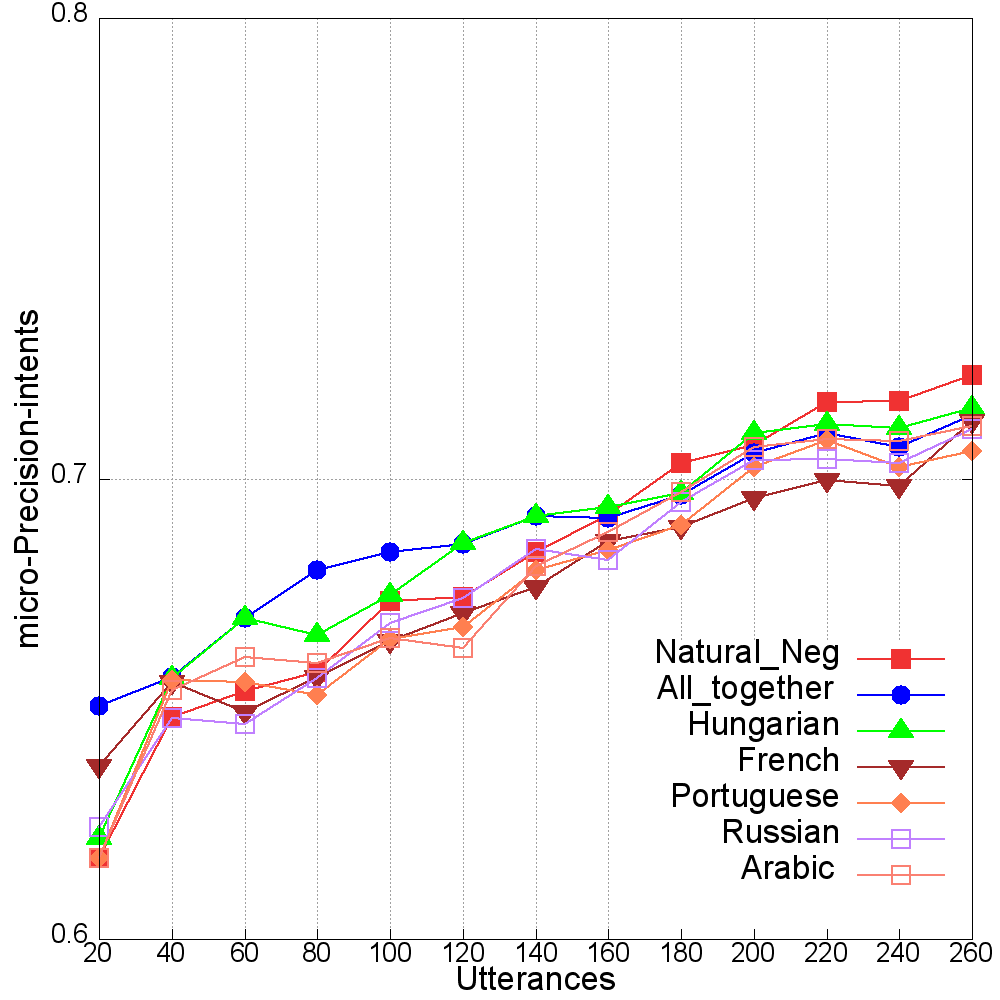 0.8
0.7
0.6
micro-Precision-intents
Natural_Neg
All_together
Hungarian
French
Portuguese
Russian
Arabic
20 40 60 80 100 120 140 160 180 200 220 240 260
Utterances